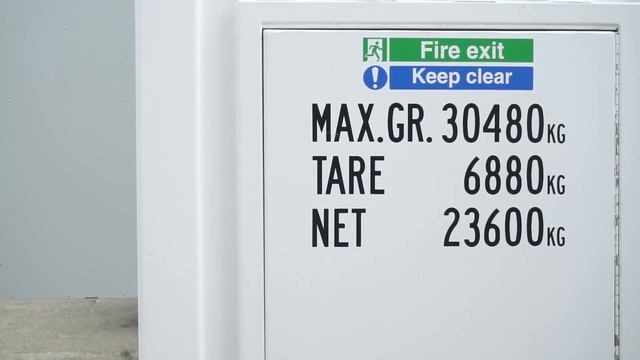 Fire exit
Keep clear
MAX.GR. 30480KG
TARE 6880KG
NET 23600KG